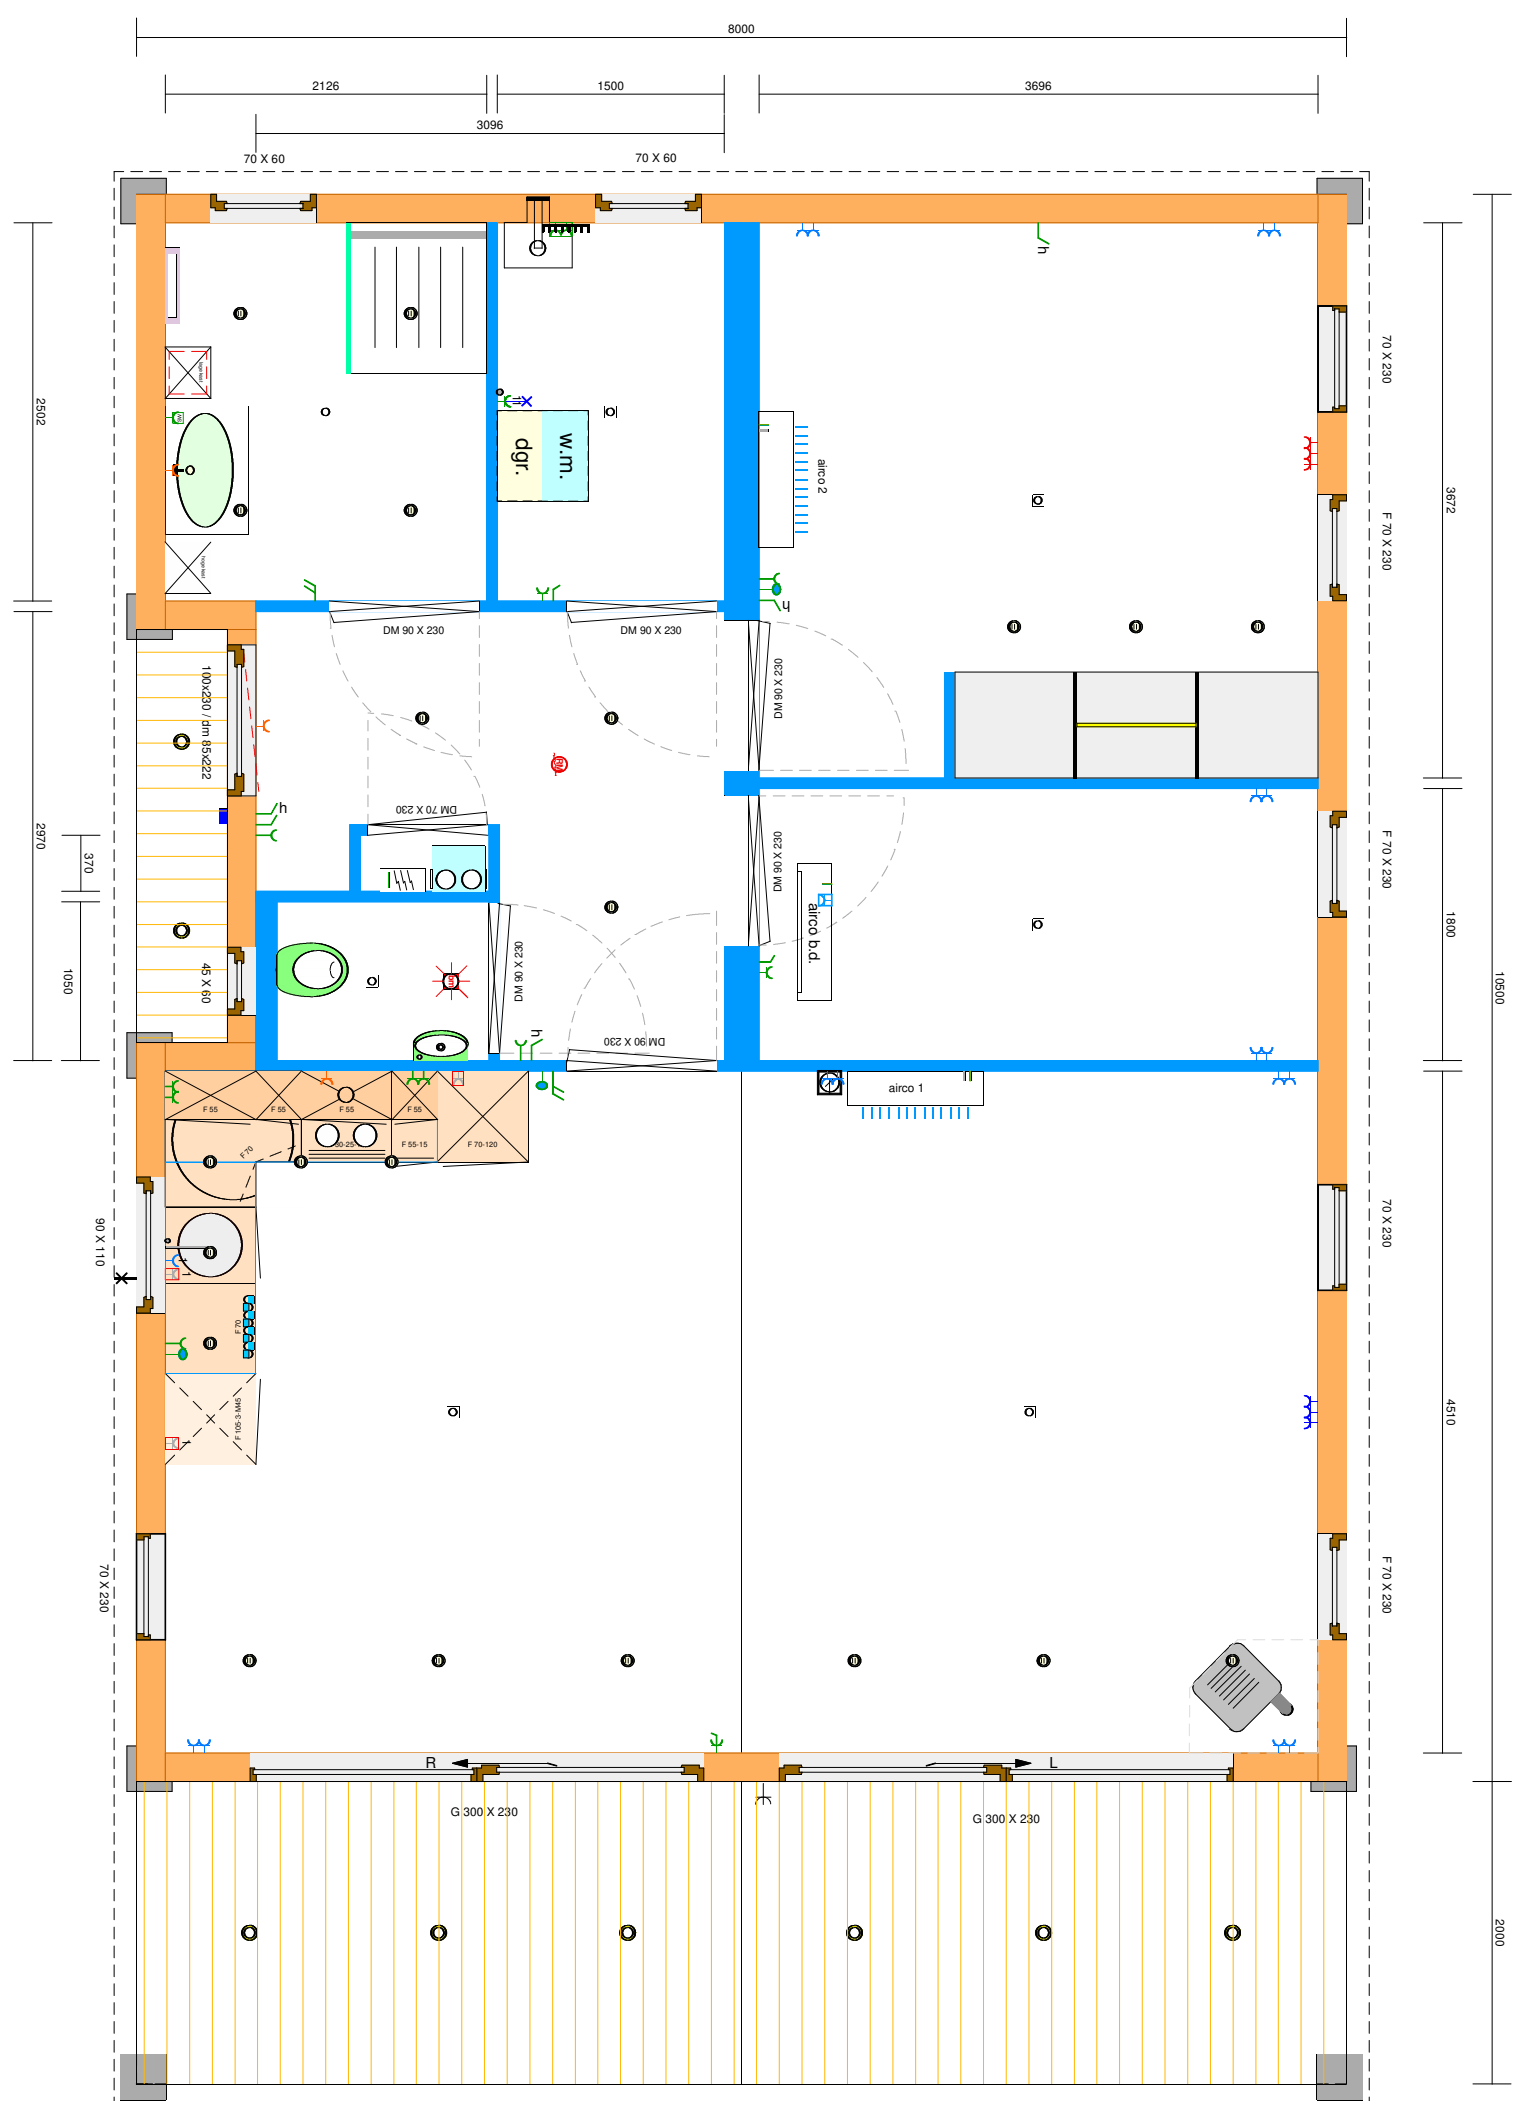 8000
2126
1500
3696
3096
70 X 60
70 X 60
h
70 X 230
2502
hoge kast
dgr.
w.m.
airco 2
3672
F 70 X 230
hoge kast
h
DM 90 X 230
DM 90 X 230
DM 90 X 230
100x230 / dm 85x222
h
DM 70 X 230
DM 90 X 230
F 70 X 230
2970
370
airco b.d.
1800
1050
45 X 60
DM 90 X 230
10500
h
DM 90 X 230
airco 1
F 55
F 55
F 55
F 55
F 70
F 55-15
F 70-120
90 X 110
70 X 230
F 70
4510
70 X 230
F 70 X 230
R
L
G 300 X 230
G 300 X 230
2000